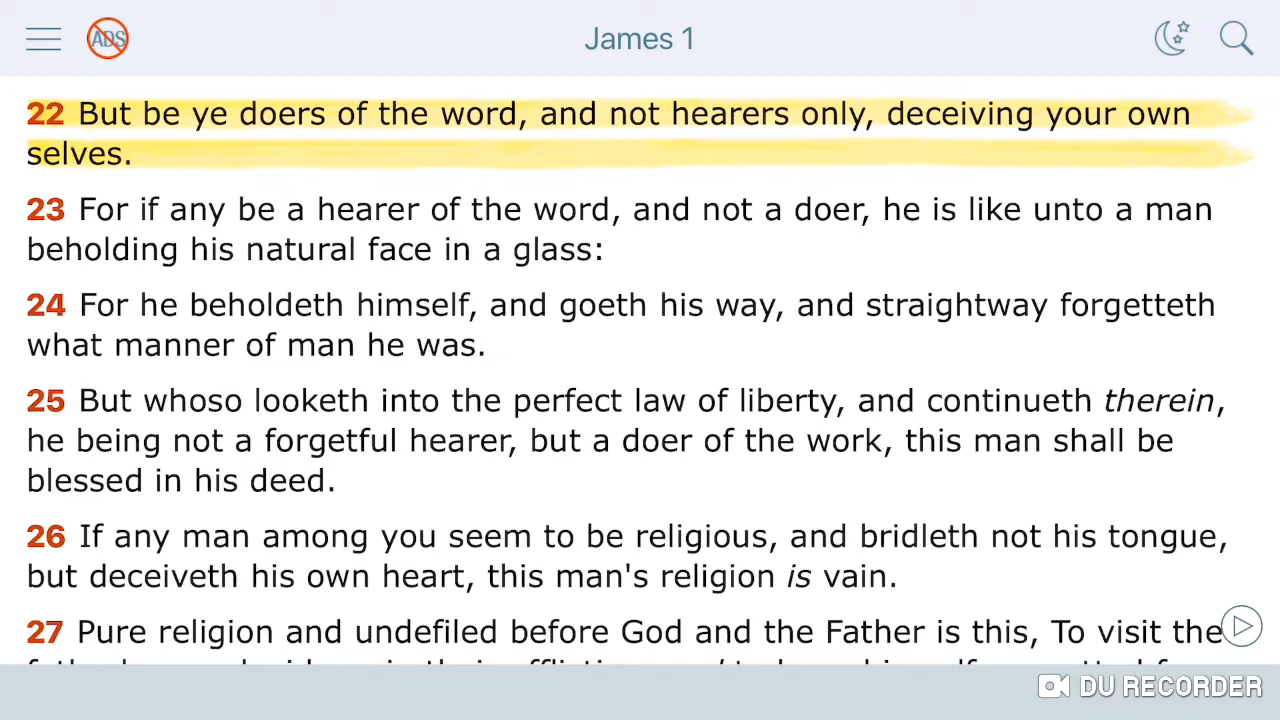 ADS
James 1
22 But be ye doers of the word, and not hearers only, deceiving your own
selves.
23 For if any be a hearer of the word, and not a doer, he is like unto a man
beholding his natural face in a glass:
24 For he beholdeth himself, and goeth his way, and straightway forgetteth
what manner of man he was.
25 But whoso looketh into the perfect law of liberty, and continueth therein,
he being not a forgetful hearer, but a doer of the work, this man shall be
blessed in his deed.
26 If any man among you seem to be religious, and bridleth not his tongue,
but deceiveth his own heart, this man's religion is vain.
27 Pure religion and undefiled before God and the Father is this, To visit the
DU RECORDER